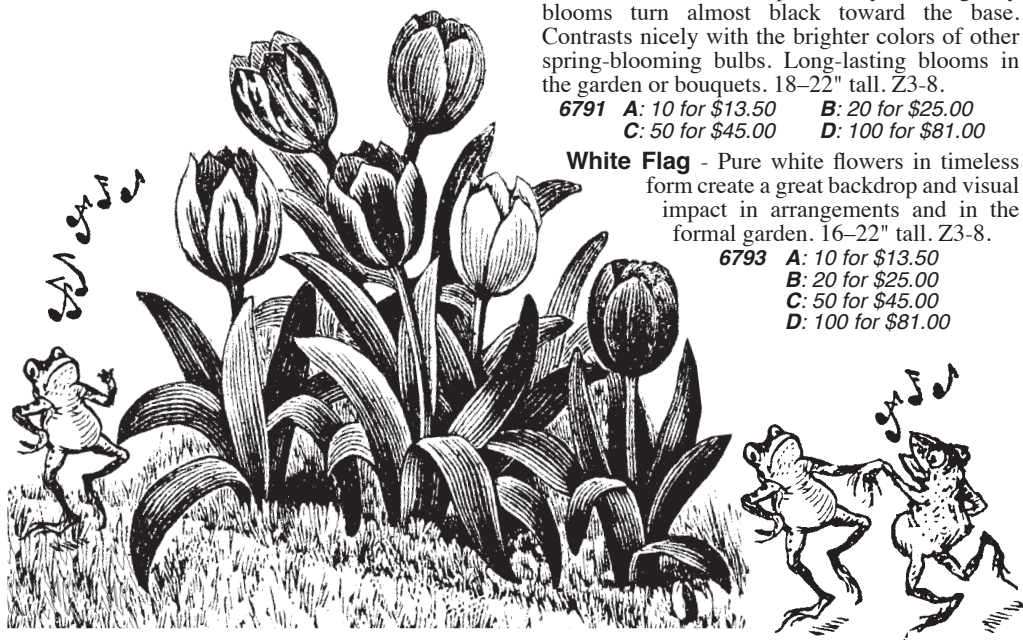 blooms turn almost black toward the base.
Contrasts nicely with the brighter colors of other
spring-blooming bulbs. Long-lasting blooms in
the garden or bouquets. 18–22" tall. Z3-8.
6791 A: 10 for $13.50 B: 20 for $25.00
C: 50 for $45.00 D: 100 for $81.00
White Flag - Pure white flowers in timeless
form create a great backdrop and visual
impact in arrangements and in the
formal garden. 16–22" tall. Z3-8.
6793 A: 10 for $13.50
B: 20 for $25.00
C: 50 for $45.00
D: 100 for $81.00